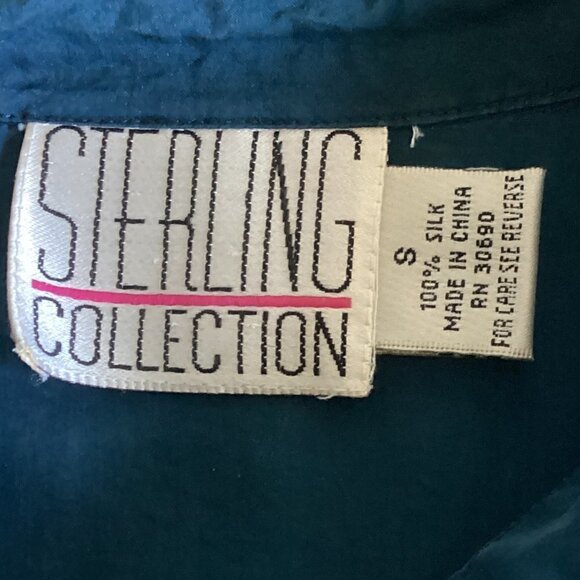 STERLING
COLLECTION
S
100% SILK
MADE IN CHINA
RN 30690
FOR CARE SEE REVERSE